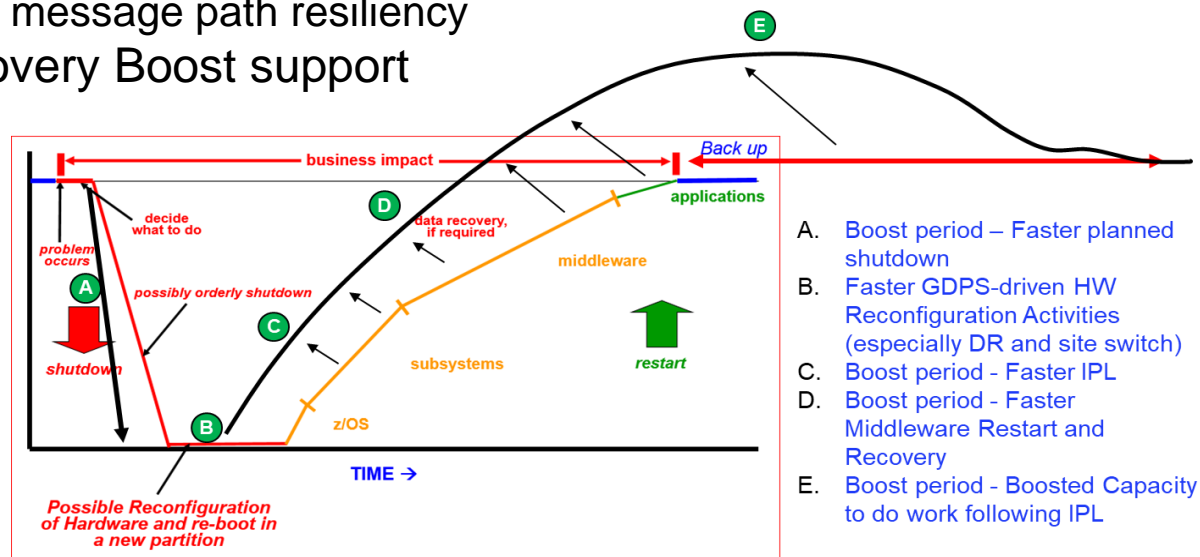 message path resiliency
overy Boost support
E
business impact
Back up
applications
decide
what to do
D
data recovery,
if required
problem
occurs
middleware
A
possibly orderly shutdown
C
shutdown
subsystems
restart
B
z/OS
TIME →
Possible Reconfiguration
of Hardware and re-boot in
a new partition
A. Boost period – Faster planned
shutdown
B. Faster GDPS-driven HW
Reconfiguration Activities
(especially DR and site switch)
C. Boost period - Faster IPL
D. Boost period - Faster
Middleware Restart and
Recovery
E. Boost period - Boosted Capacity
to do work following IPL